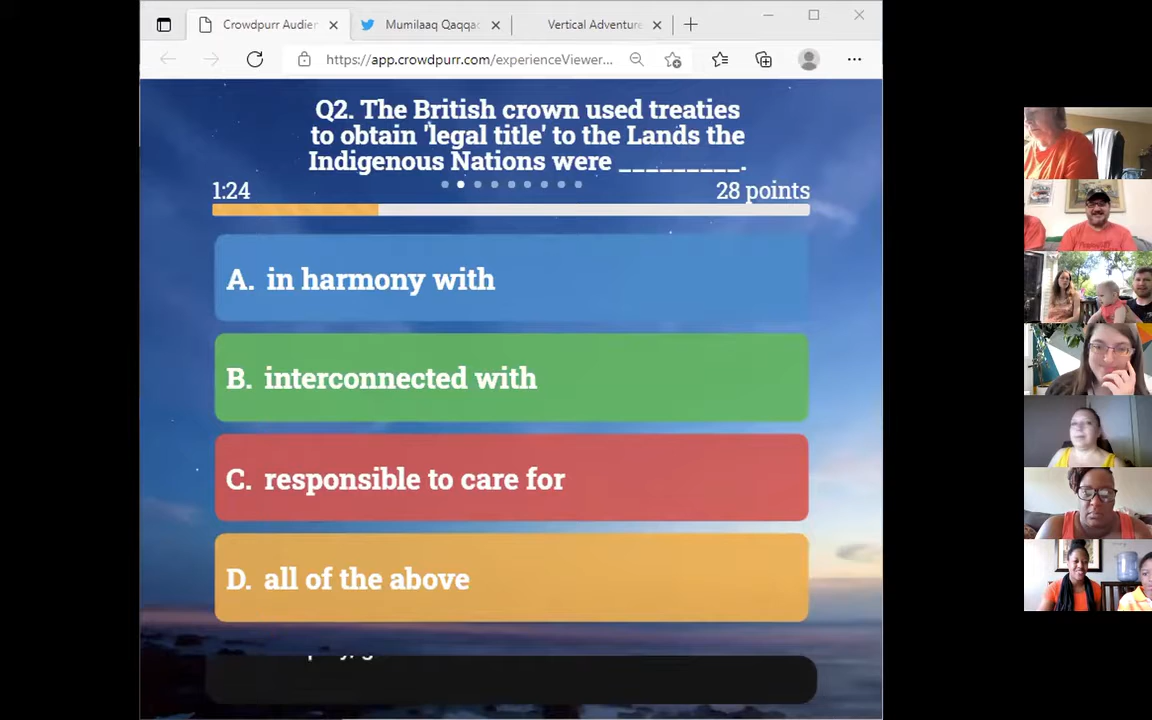 Crowdpurr Audien
Mumilaaq Qaqqaq
Vertical Adventure
https://app.crowdpurr.com/experienceViewer...
Q2. The British crown used treaties
to obtain 'legal title' to the Lands the
Indigenous Nations were _________.
1:24
28 points
A. in harmony with
B. interconnected with
C. responsible to care for
D. all of the above